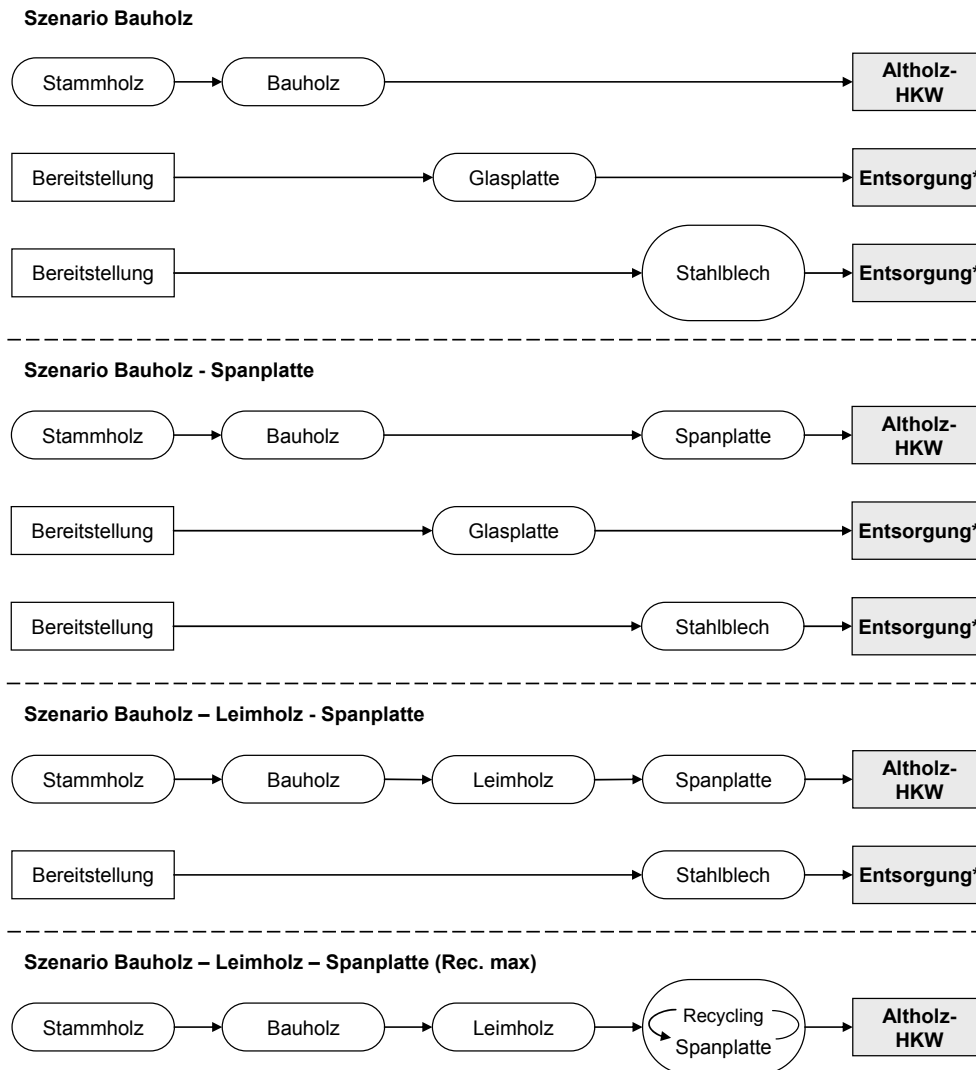 Szenario Bauholz
Stammholz
Bauholz
Altholz-
HKW
Bereitstellung
Glasplatte
Entsorgung*
Bereitstellung
Stahlblech
Entsorgung*
Szenario Bauholz - Spanplatte
Stammholz
Bauholz
Spanplatte
Altholz-
HKW
Bereitstellung
Glasplatte
Entsorgung*
Bereitstellung
Stahlblech
Entsorgung*
Szenario Bauholz – Leimholz - Spanplatte
Stammholz
Bauholz
Leimholz
Spanplatte
Altholz-
HKW
Bereitstellung
Stahlblech
Entsorgung*
Szenario Bauholz – Leimholz – Spanplatte (Rec. max)
Stammholz
Bauholz
Leimholz
Recycling
Spanplatte
Altholz-
HKW